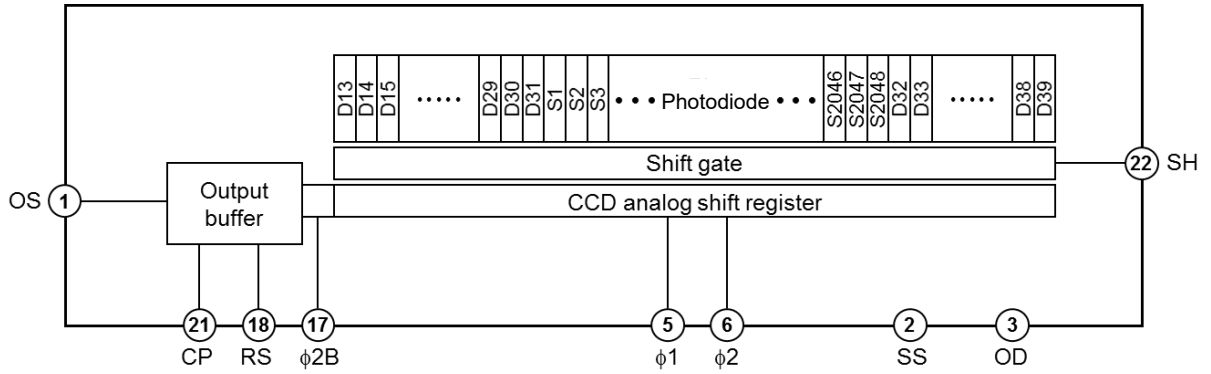 D13 D14 D15 ..... D29 D30 D31 S1 S2 S3 • • • Photodiode • • • S2046 S2047 S2048 D32 D33 ..... D38 D39
Shift gate
22 SH
OS 1
Output
buffer
CCD analog shift register
21 18 17 5 6 2 3
CP RS ϕ2B ϕ1 ϕ2 SS OD